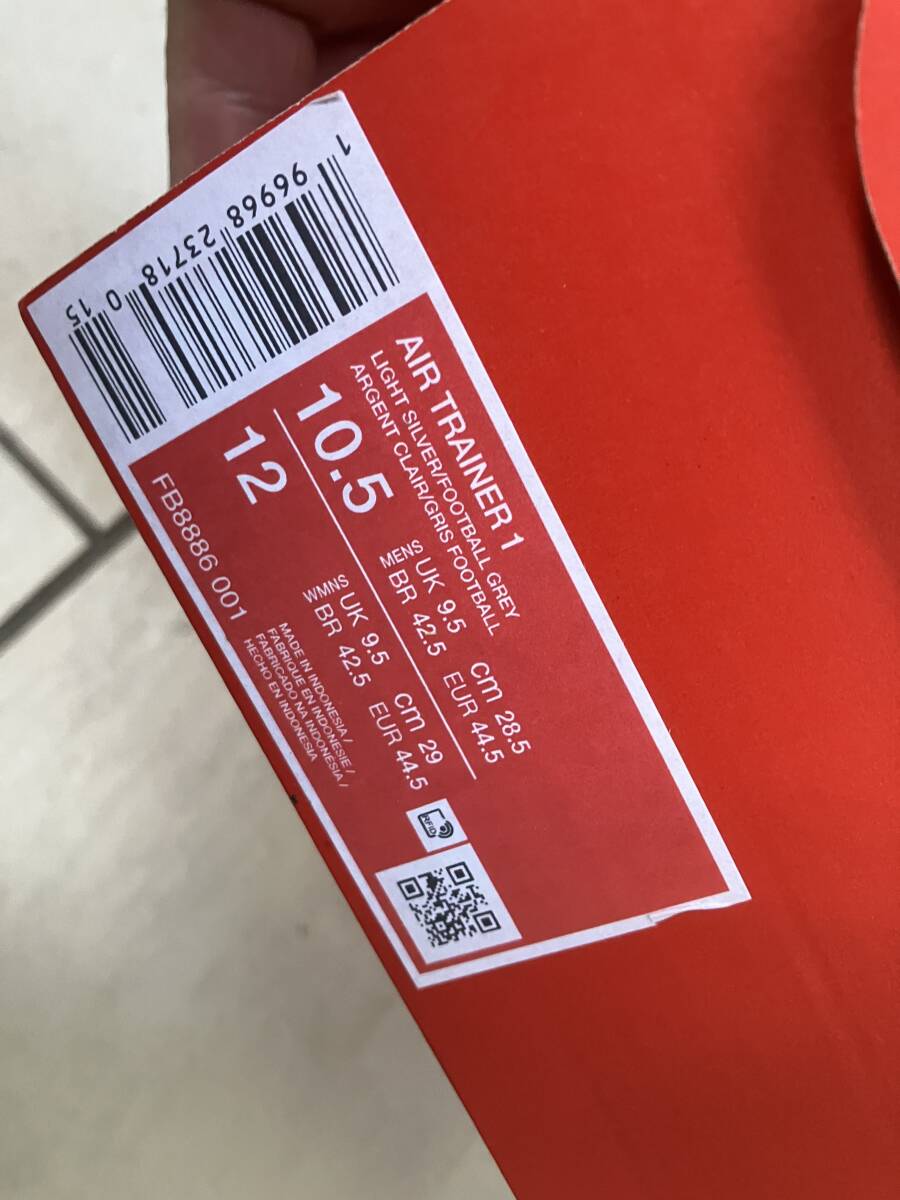 AIR TRAINER 1
LIGHT SILVER/FOOTBALL GREY
ARGENT CLAIR/GRIS FOOTBALL
10.5
MENS UK 9.5 cm 28.5
BR 42.5 EUR 44.5
12
WMNS UK 9.5 cm 29
BR 42.5 EUR 44.5
FB8886 001
MADE IN INDONESIA /
FABRIQUE EN INDONESIE /
FABRICADO NA INDONESIA /
HECHO EN INDONESIA
RFID
1 96968 23718 0 15